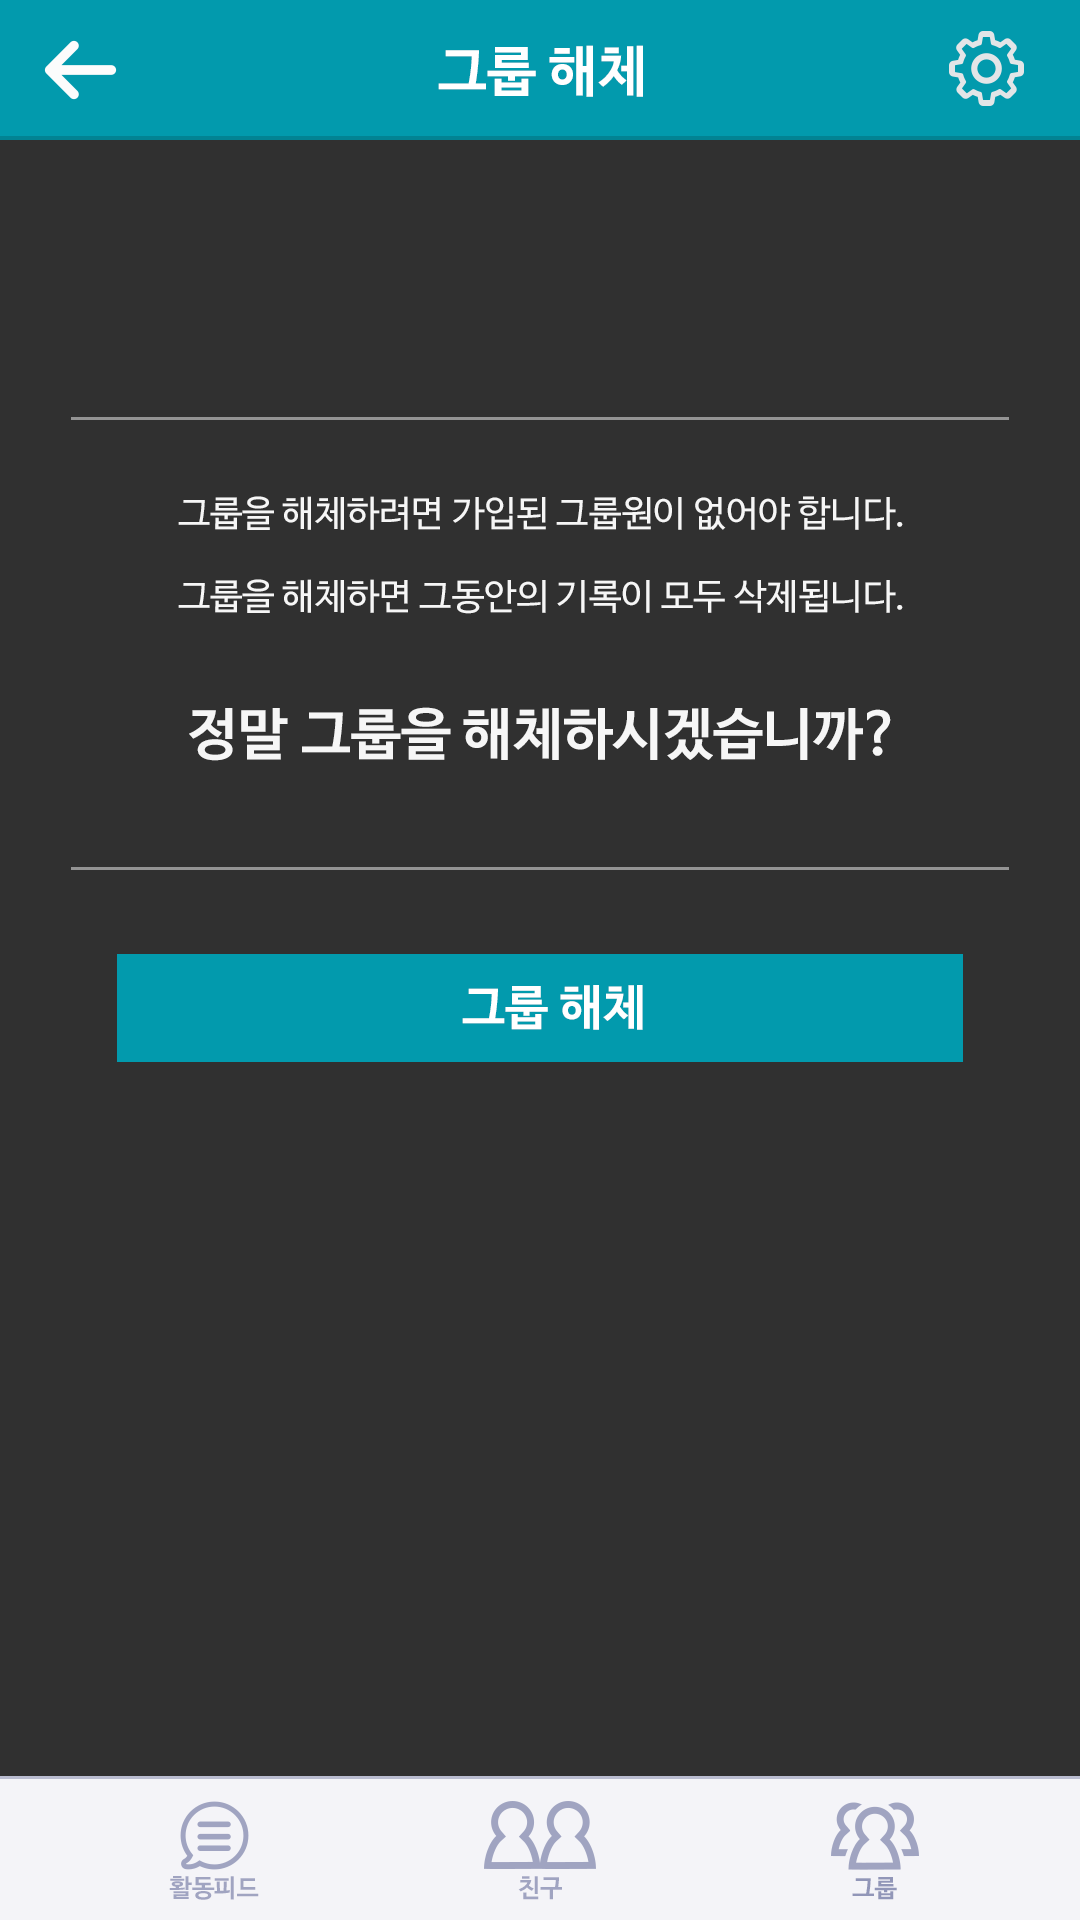 그룹 해체
그룹을 해체하려면 가입된 그룹원이 없어야 합니다.
그룹을 해체하면 그동안의 기록이 모두 삭제됩니다.
정말 그룹을 해체하시겠습니까?
그룹 해체
활동피드
친구
그룹